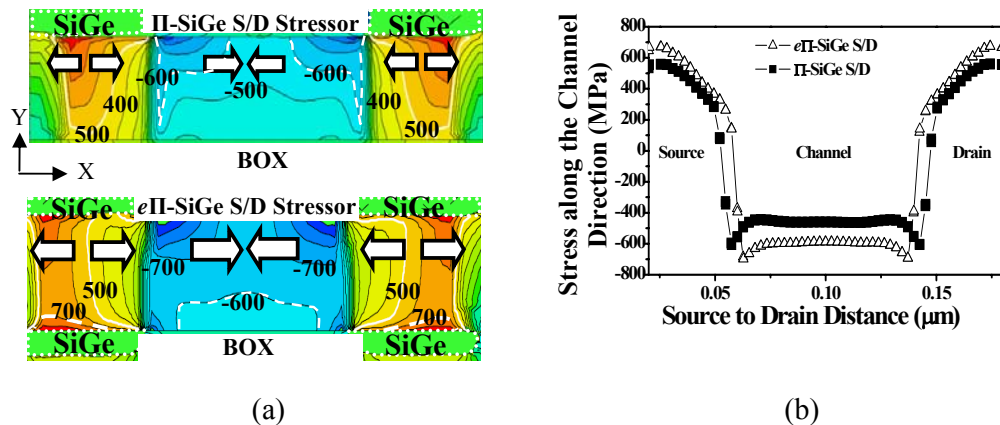 SiGe Π-SiGe S/D Stressor SiGe
-600 -600
-500
400 400
500 500
Y
X
BOX
SiGe eΠ-SiGe S/D Stressor SiGe
-700 -700
500 500
-600
700 700
SiGe BOX SiGe
(a)
Stress along the Channel
Direction (MPa)
800
600
400
200
0
-200
-400
-600
-800
eΠ-SiGe S/D
Π-SiGe S/D
Source Channel Drain
0.05 0.10 0.15
Source to Drain Distance (μm)
(b)